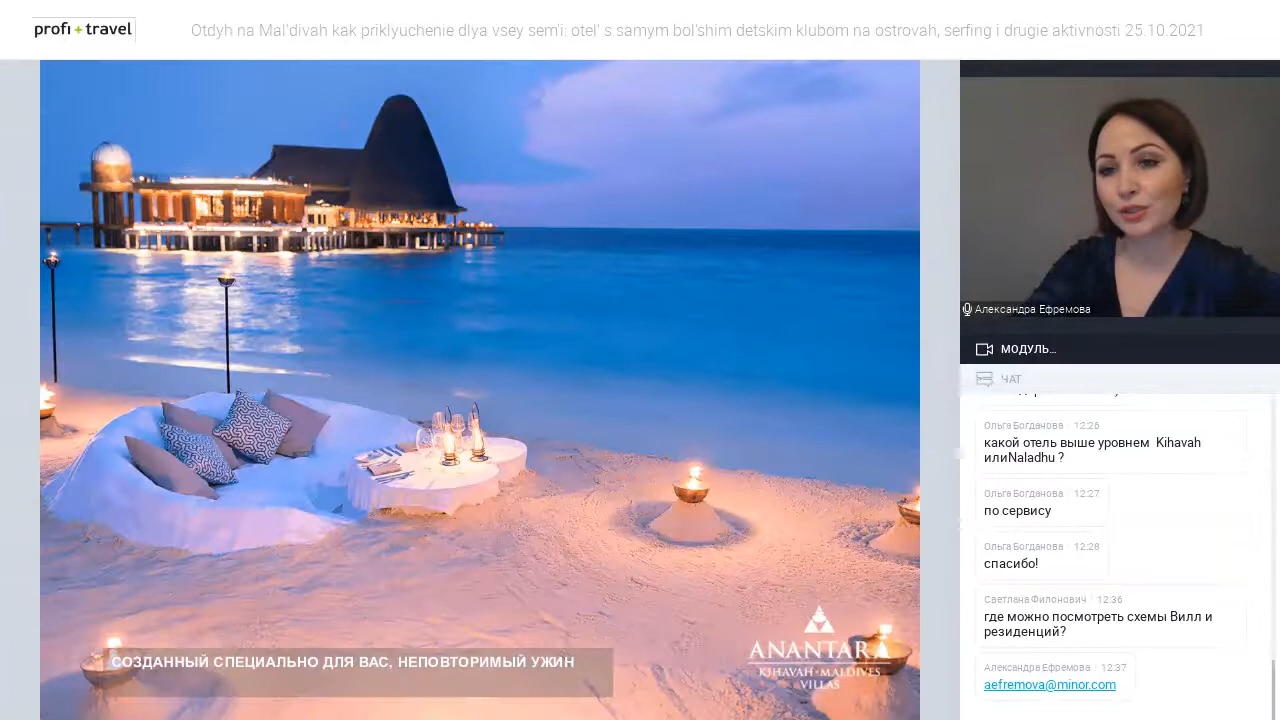 profi + travel
Otdyh na Mal'divah kak priklyuchenie dlya vsey sem'i: otel' s samym bol'shim detskim klubom na ostrovah, serfing i drugie aktivnosti 25.10.2021
СОЗДАННЫЙ СПЕЦИАЛЬНО ДЛЯ ВАС, НЕПОВТОРИМЫЙ УЖИН
ANANTARA
KIHAVAH • MALDIVES
VILLAS
Александра Ефремова
МОДУЛЬ...
ЧАТ
Ольга Богданова 12:26
какой отель выше уровнем Kihavah
илиNaladhu ?
Ольга Богданова 12:27
по сервису
Ольга Богданова 12:28
спасибо!
Светлана Филонович 12:36
где можно посмотреть схемы Вилл и
резиденций?
Александра Ефремова 12:37
aefremova@minor.com